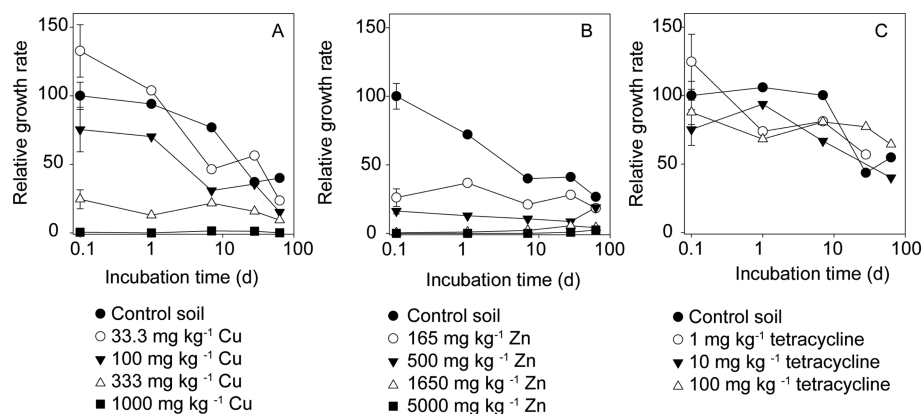 A
Relative growth rate
150
100
50
0
0.1 1 10 100
Incubation time (d)
Control soil
33.3 mg kg⁻¹ Cu
100 mg kg⁻¹ Cu
333 mg kg⁻¹ Cu
1000 mg kg⁻¹ Cu
B
Relative growth rate
150
100
50
0
0.1 1 10 100
Incubation time (d)
Control soil
165 mg kg⁻¹ Zn
500 mg kg⁻¹ Zn
1650 mg kg⁻¹ Zn
5000 mg kg⁻¹ Zn
C
Relative growth rate
150
100
50
0
0.1 1 10 100
Incubation time (d)
Control soil
1 mg kg⁻¹ tetracycline
10 mg kg⁻¹ tetracycline
100 mg kg⁻¹ tetracycline